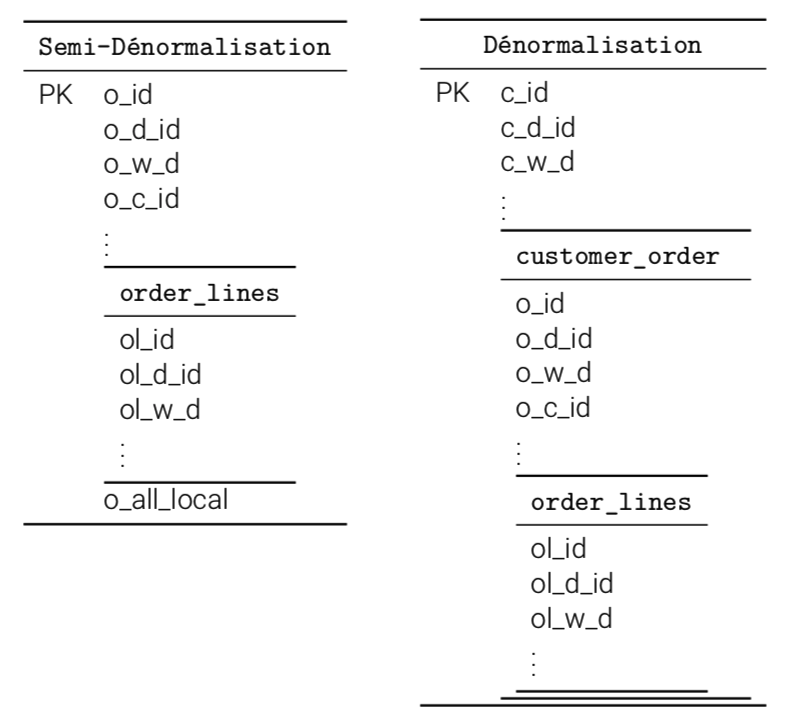 Semi-Dénormalisation
PK o_id
o_d_id
o_w_d
o_c_id
⋮
order_lines
ol_id
ol_d_id
ol_w_d
⋮
o_all_local
Dénormalisation
PK c_id
c_d_id
c_w_d
⋮
customer_order
o_id
o_d_id
o_w_d
o_c_id
⋮
order_lines
ol_id
ol_d_id
ol_w_d
⋮